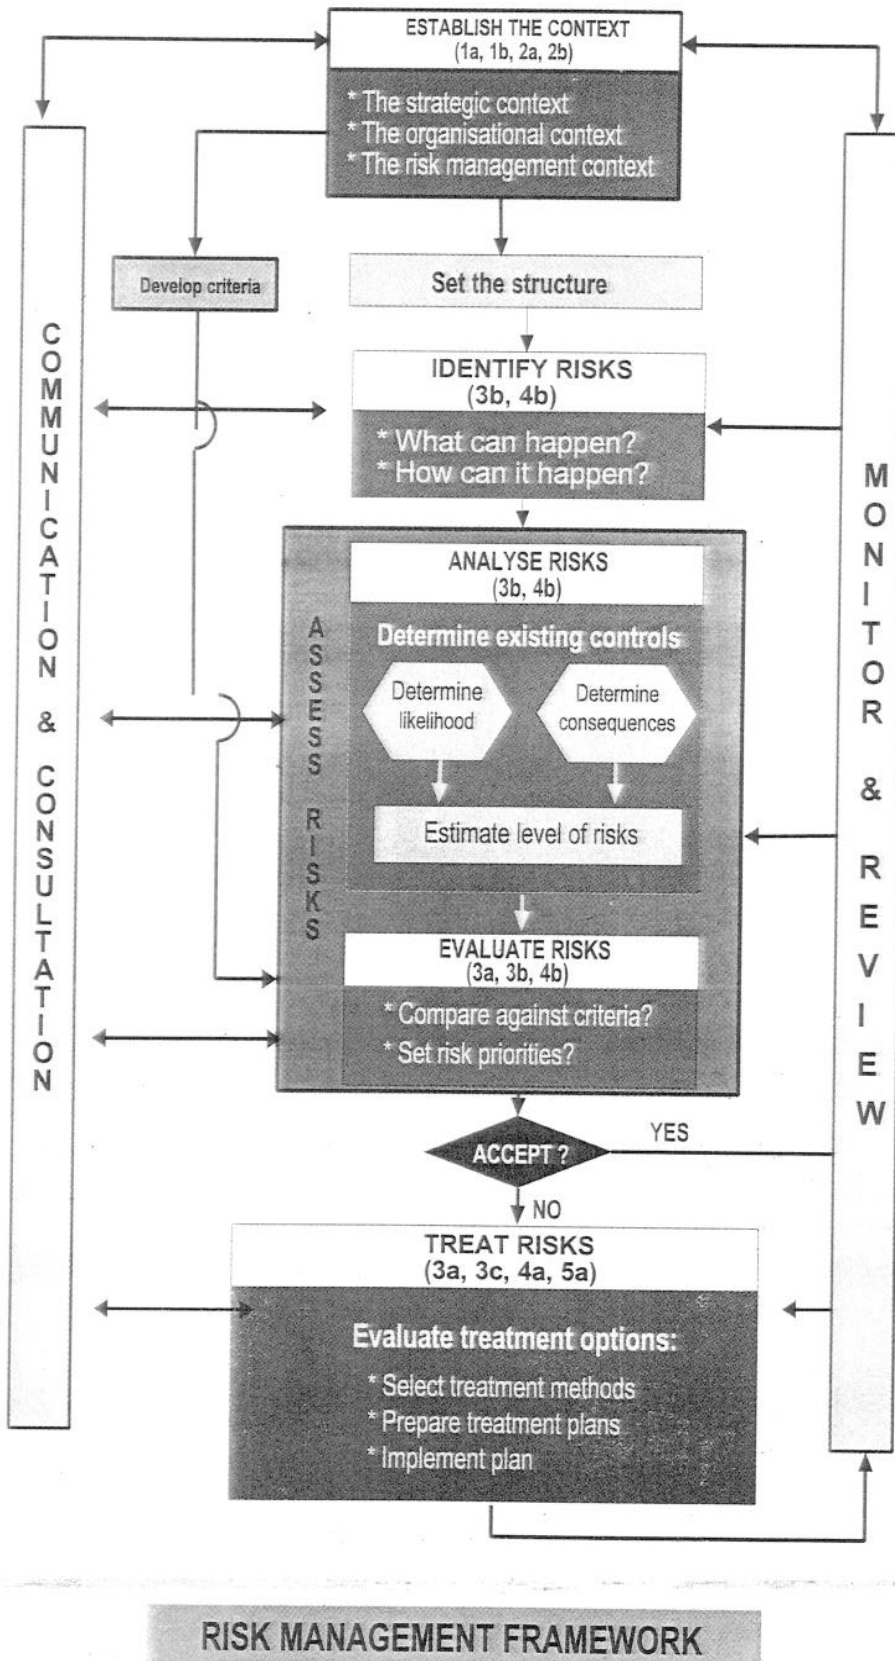 ESTABLISH THE CONTEXT
(1a, 1b, 2a, 2b)
* The strategic context
* The organisational context
* The risk management context
Develop criteria
Set the structure
IDENTIFY RISKS
(3b, 4b)
* What can happen?
* How can it happen?
COMMUNICATION & CONSULTATION
MONITOR & REVIEW
ASSESS RISKS
ANALYSE RISKS
(3b, 4b)
Determine existing controls
Determine
likelihood
Determine
consequences
Estimate level of risks
EVALUATE RISKS
(3a, 3b, 4b)
* Compare against criteria?
* Set risk priorities?
ACCEPT ?
YES
NO
TREAT RISKS
(3a, 3c, 4a, 5a)
Evaluate treatment options:
* Select treatment methods
* Prepare treatment plans
* Implement plan
RISK MANAGEMENT FRAMEWORK